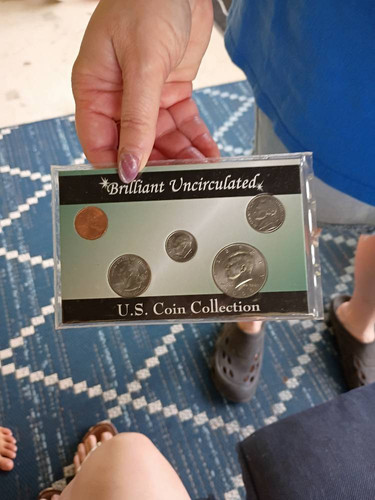 Brilliant Uncirculated
U.S. Coin Collection